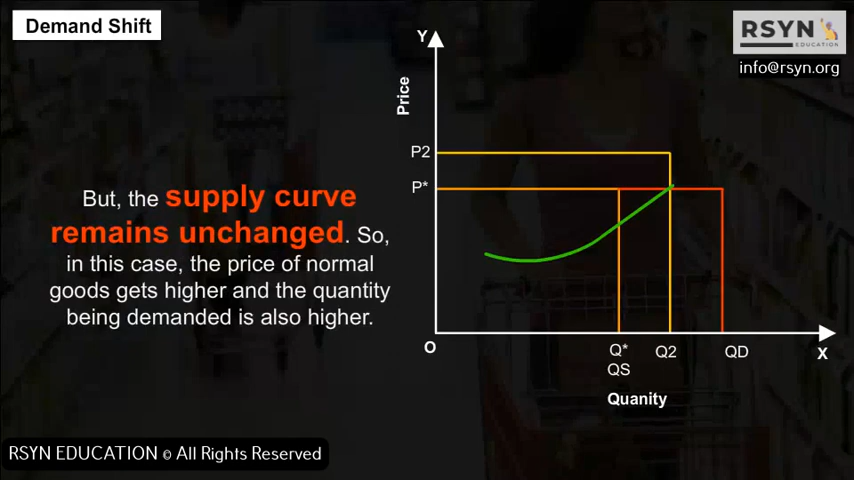 Demand Shift
RSYN
EDUCATION
info@rsyn.org
Y
Price
P2
P*
But, the supply curve
remains unchanged. So,
in this case, the price of normal
goods gets higher and the quantity
being demanded is also higher.
O
Q*
QS
Q2
QD
X
Quanity
RSYN EDUCATION © All Rights Reserved